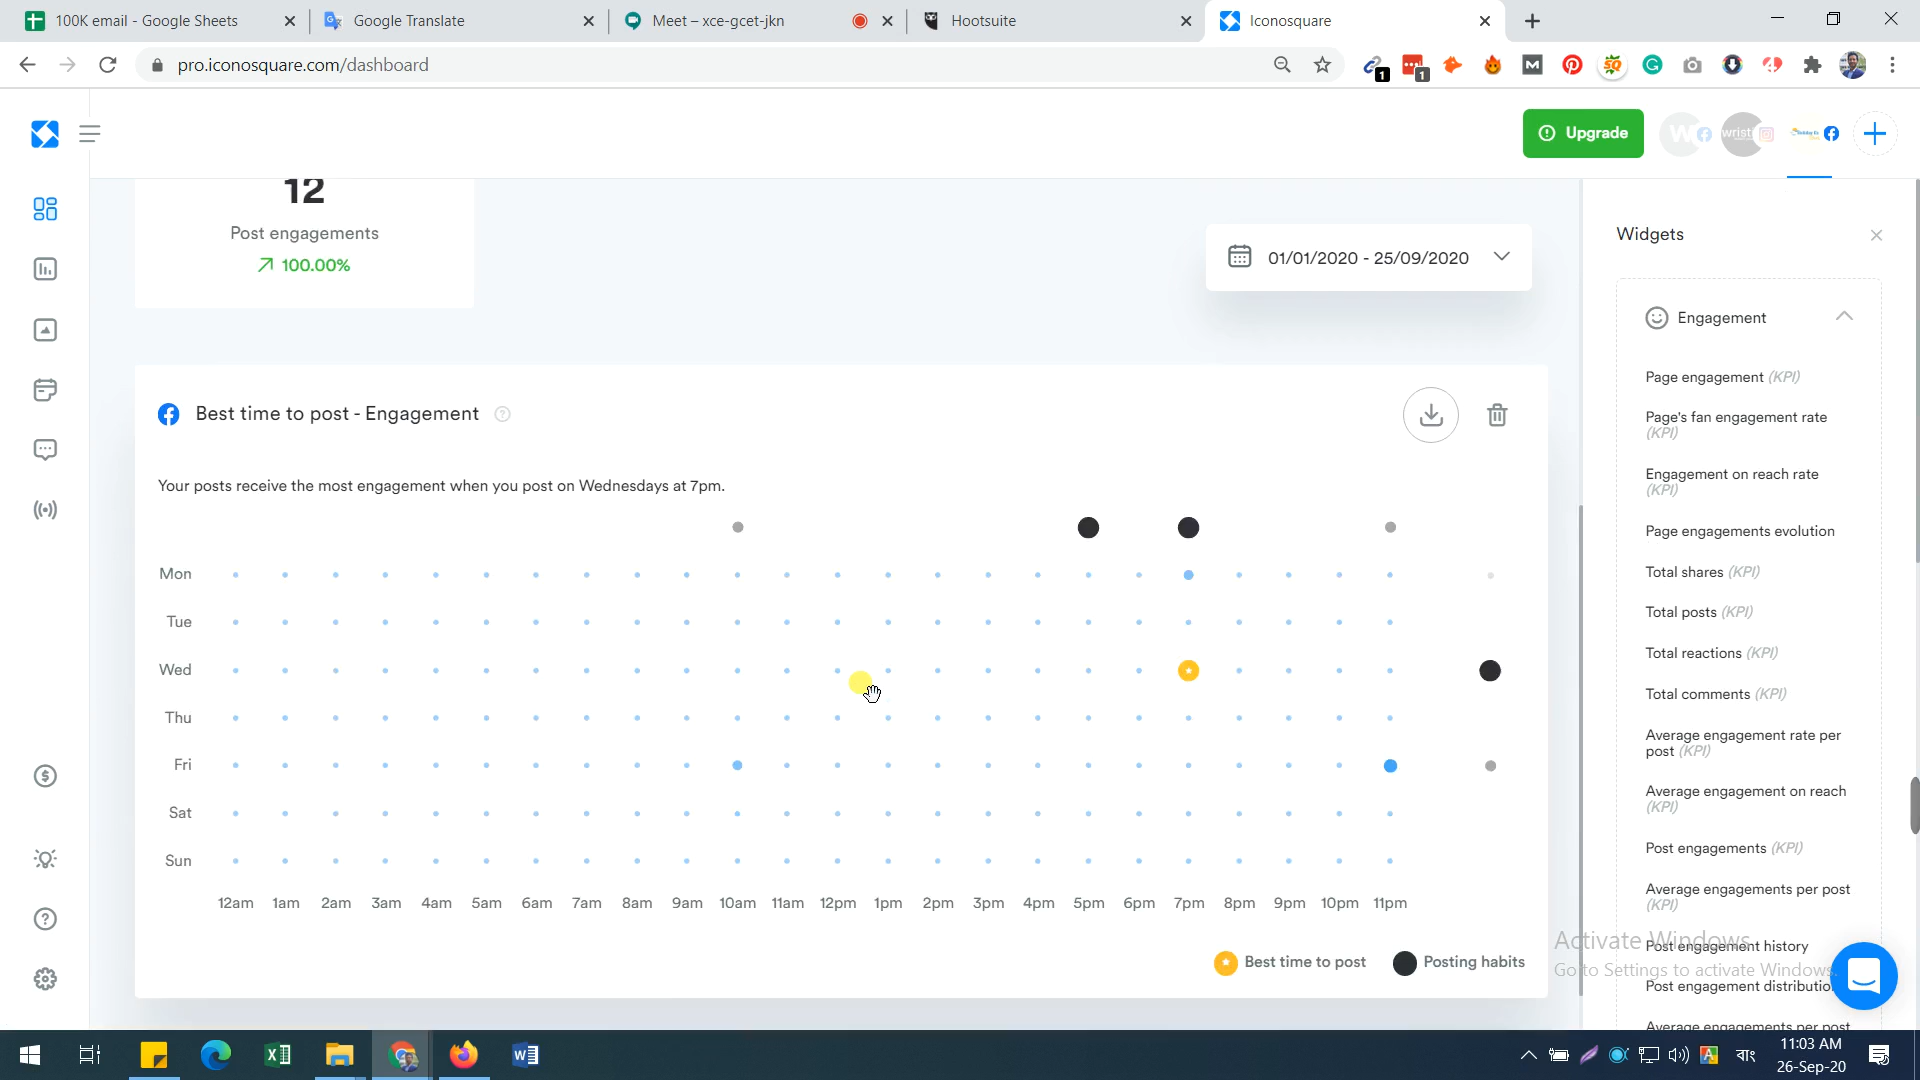 100K email - Google Sheets
Google Translate
Meet – xce-gcet-jkn
Hootsuite
Iconosquare
pro.iconosquare.com/dashboard
1
1
Upgrade
W
wrist
12
Post engagements
100.00%
01/01/2020 - 25/09/2020
Widgets
Engagement
Page engagement (KPI)
Page's fan engagement rate
(KPI)
Engagement on reach rate
(KPI)
Page engagements evolution
Total shares (KPI)
Total posts (KPI)
Total reactions (KPI)
Total comments (KPI)
Average engagement rate per
post (KPI)
Average engagement on reach
(KPI)
Post engagements (KPI)
Average engagements per post
(KPI)
Post engagement history
Post engagement distributio
Average engagements per post
Best time to post - Engagement
Your posts receive the most engagement when you post on Wednesdays at 7pm.
Mon
Tue
Wed
Thu
Fri
Sat
Sun
12am 1am 2am 3am 4am 5am 6am 7am 8am 9am 10am 11am 12pm 1pm 2pm 3pm 4pm 5pm 6pm 7pm 8pm 9pm 10pm 11pm
Best time to post
Posting habits
Activate Windows
Go to Settings to activate Windows.
বাং
11:03 AM
26-Sep-20